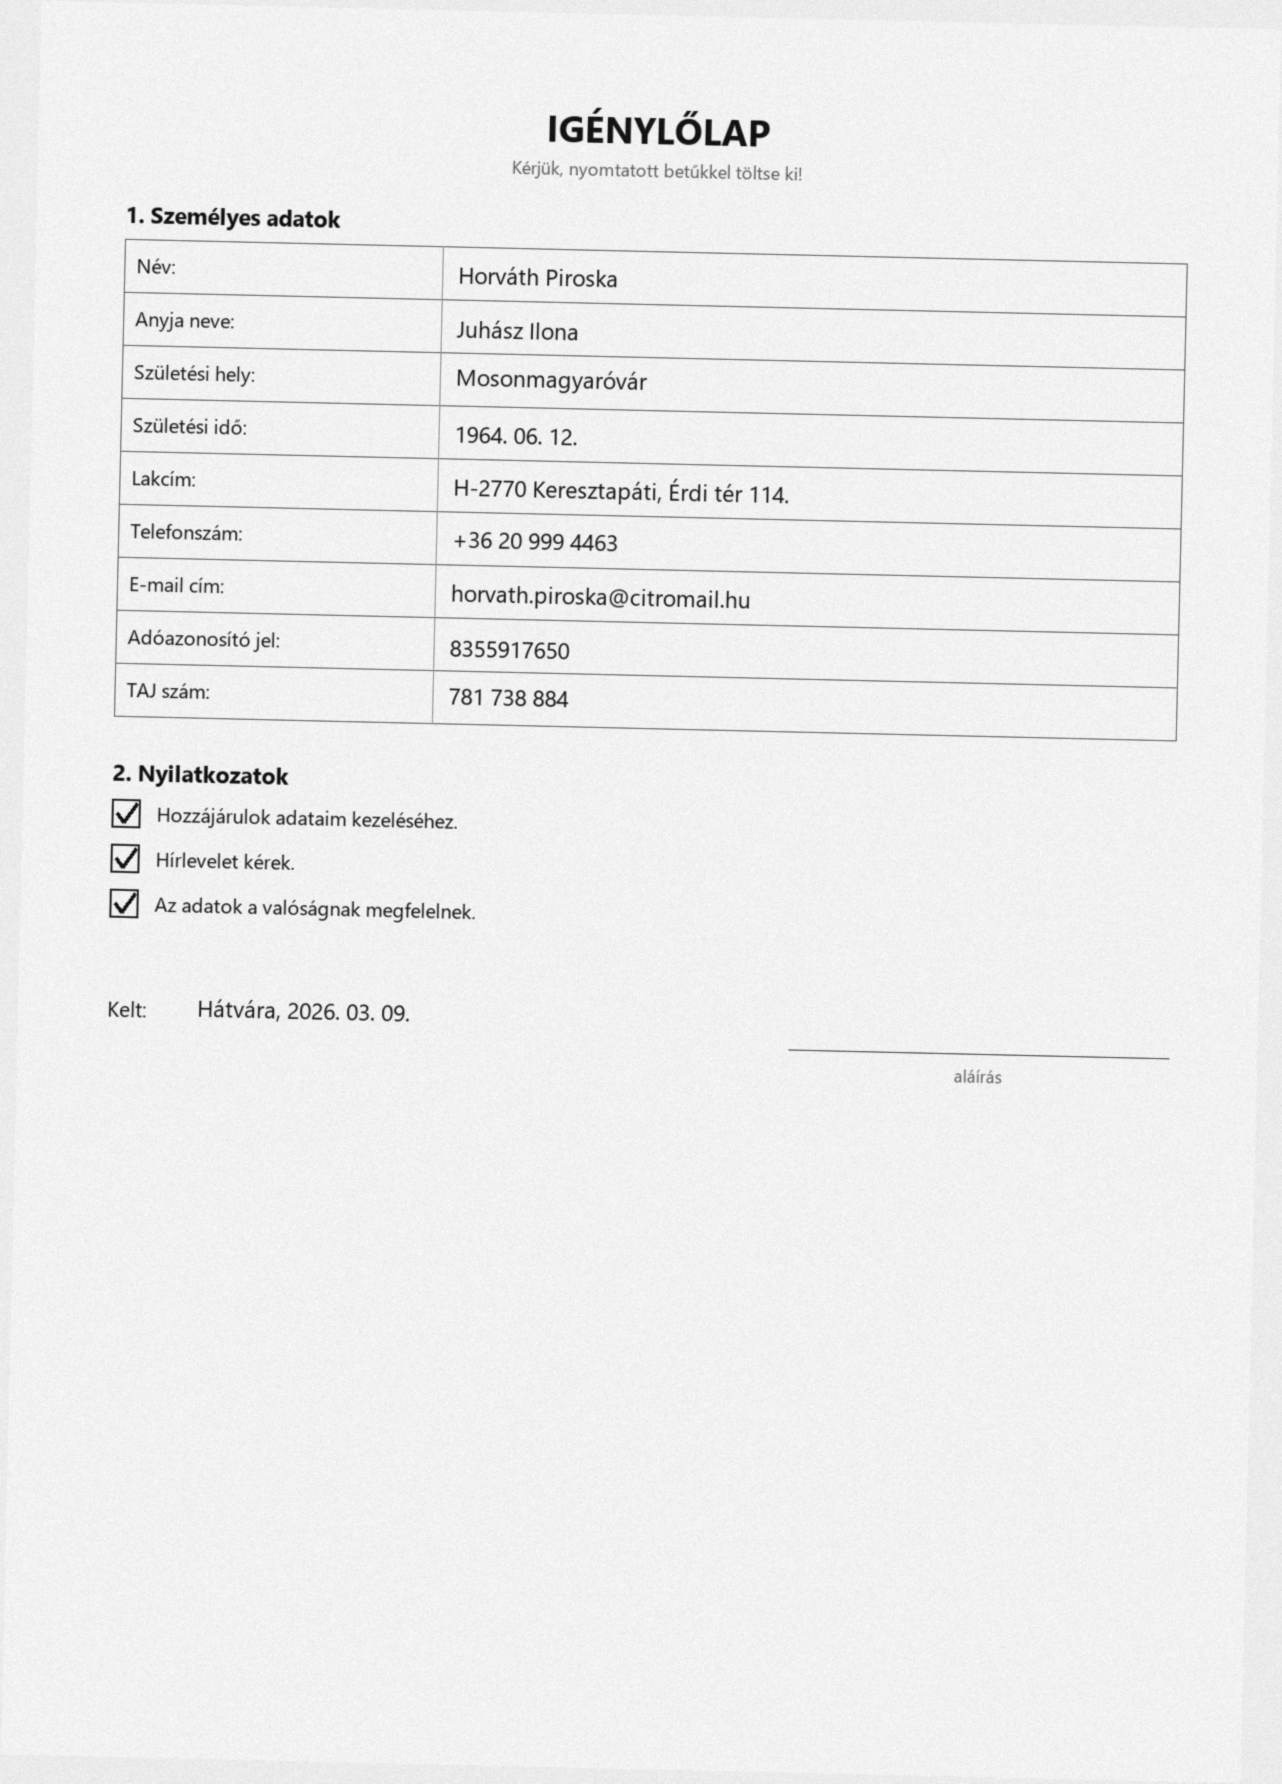 IGÉNYLŐLAP
Kérjük, nyomtatott betűkkel töltse ki!
1. Személyes adatok
Név: Horváth Piroska
Anyja neve: Juhász Ilona
Születési hely: Mosonmagyaróvár
Születési idő: 1964. 06. 12.
Lakcím: H-2770 Keresztapáti, Érdi tér 114.
Telefonszám: +36 20 999 4463
E-mail cím: horvath.piroska@citromail.hu
Adóazonosító jel: 8355917650
TAJ szám: 781 738 884
2. Nyilatkozatok
Hozzájárulok adataim kezeléséhez.
Hírlevelet kérek.
Az adatok a valóságnak megfelelnek.
Kelt: Hátvára, 2026. 03. 09.
aláírás